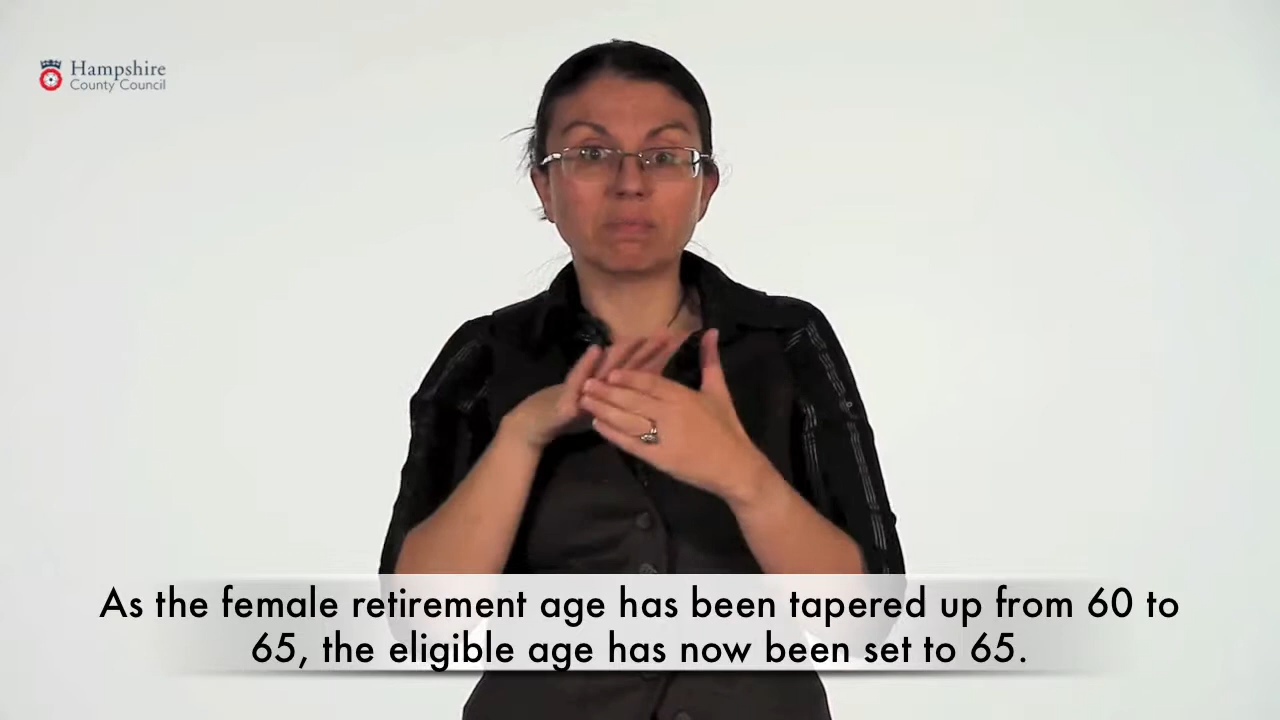 Hampshire
County Council
As the female retirement age has been tapered up from 60 to
65, the eligible age has now been set to 65.